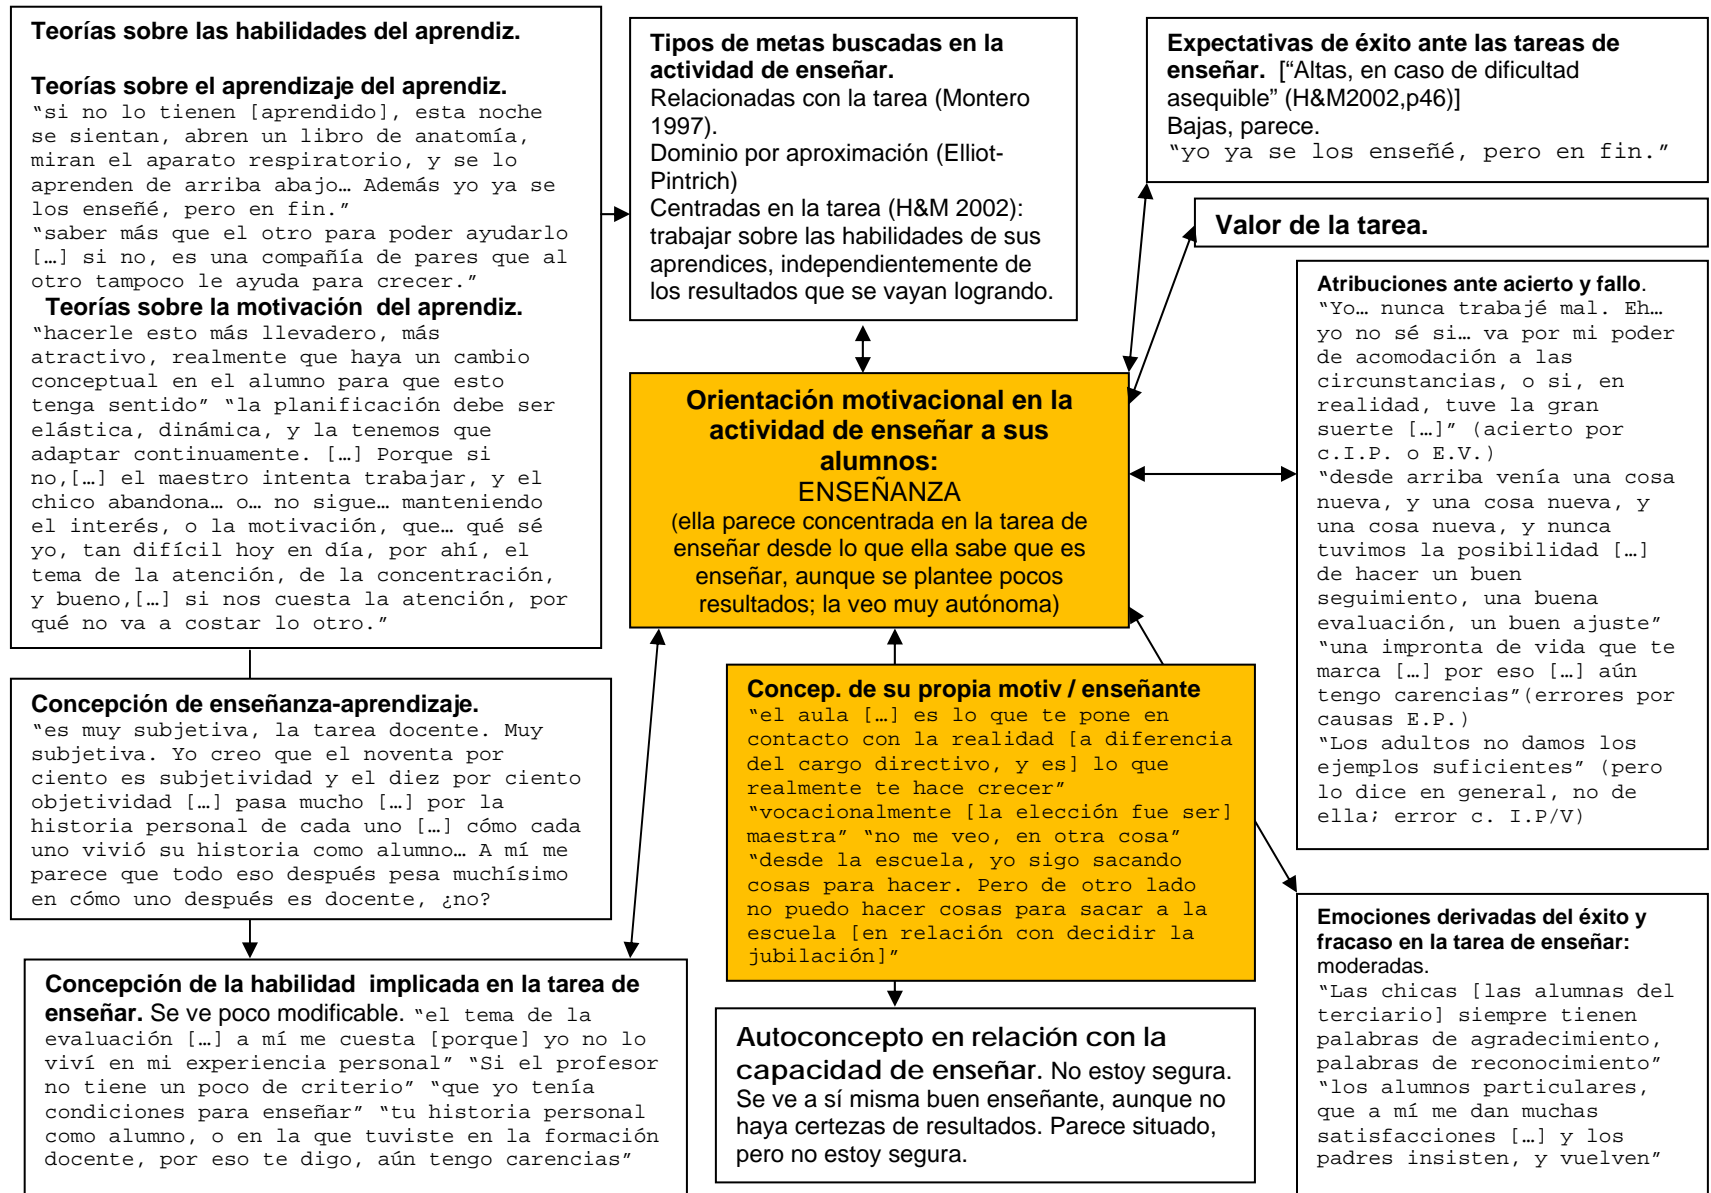 Teorías sobre las habilidades del aprendiz.
Teorías sobre el aprendizaje del aprendiz.
“si no lo tienen [aprendido], esta noche
se sientan, abren un libro de anatomía,
miran el aparato respiratorio, y se lo
aprenden de arriba abajo… Además yo ya se
los enseñé, pero en fin.”
“saber más que el otro para poder ayudarlo
[…] si no, es una compañía de pares que al
otro tampoco le ayuda para crecer.”
Teorías sobre la motivación del aprendiz.
“hacerle esto más llevadero, más
atractivo, realmente que haya un cambio
conceptual en el alumno para que esto
tenga sentido” “la planificación debe ser
elástica, dinámica, y la tenemos que
adaptar continuamente. […] Porque si
no,[…] el maestro intenta trabajar, y el
chico abandona… o… no sigue… manteniendo
el interés, o la motivación, que… qué sé
yo, tan difícil hoy en día, por ahí, el
tema de la atención, de la concentración,
y bueno,[…] si nos cuesta la atención, por
qué no va a costar lo otro.”
Tipos de metas buscadas en la
actividad de enseñar.
Relacionadas con la tarea (Montero
1997).
Dominio por aproximación (Elliot-
Pintrich)
Centradas en la tarea (H&M 2002):
trabajar sobre las habilidades de sus
aprendices, independientemente de
los resultados que se vayan logrando.
Expectativas de éxito ante las tareas de
enseñar. [“Altas, en caso de dificultad
asequible” (H&M2002,p46)]
Bajas, parece.
“yo ya se los enseñé, pero en fin.”
Valor de la tarea.
Atribuciones ante acierto y fallo.
“Yo… nunca trabajé mal. Eh…
yo no sé si… va por mi poder
de acomodación a las
circunstancias, o si, en
realidad, tuve la gran
suerte […]” (acierto por
c.I.P. o E.V.)
“desde arriba venía una cosa
nueva, y una cosa nueva, y
una cosa nueva, y nunca
tuvimos la posibilidad […]
de hacer un buen
seguimiento, una buena
evaluación, un buen ajuste”
“una impronta de vida que te
marca […] por eso […] aún
tengo carencias”(errores por
causas E.P.)
“Los adultos no damos los
ejemplos suficientes” (pero
lo dice en general, no de
ella; error c. I.P/V)
Orientación motivacional en la
actividad de enseñar a sus
alumnos:
ENSEÑANZA
(ella parece concentrada en la tarea de
enseñar desde lo que ella sabe que es
enseñar, aunque se plantee pocos
resultados; la veo muy autónoma)
Concepción de enseñanza-aprendizaje.
“es muy subjetiva, la tarea docente. Muy
subjetiva. Yo creo que el noventa por
ciento es subjetividad y el diez por ciento
objetividad […] pasa mucho […] por la
historia personal de cada uno […] cómo cada
uno vivió su historia como alumno… A mí me
parece que todo eso después pesa muchísimo
en cómo uno después es docente, ¿no?
Concep. de su propia motiv / enseñante
“el aula […] es lo que te pone en
contacto con la realidad [a diferencia
del cargo directivo, y es] lo que
realmente te hace crecer”
“vocacionalmente [la elección fue ser]
maestra” “no me veo, en otra cosa”
“desde la escuela, yo sigo sacando
cosas para hacer. Pero de otro lado
no puedo hacer cosas para sacar a la
escuela [en relación con decidir la
jubilación]”
Concepción de la habilidad implicada en la tarea de
enseñar. Se ve poco modificable. “el tema de la
evaluación […] a mí me cuesta [porque] yo no lo
viví en mi experiencia personal” “Si el profesor
no tiene un poco de criterio” “que yo tenía
condiciones para enseñar” “tu historia personal
como alumno, o en la que tuviste en la formación
docente, por eso te digo, aún tengo carencias”
Autoconcepto en relación con la
capacidad de enseñar. No estoy segura.
Se ve a sí misma buen enseñante, aunque no
haya certezas de resultados. Parece situado,
pero no estoy segura.
Emociones derivadas del éxito y
fracaso en la tarea de enseñar:
moderadas.
“Las chicas [las alumnas del
terciario] siempre tienen
palabras de agradecimiento,
palabras de reconocimiento”
“los alumnos particulares,
que a mí me dan muchas
satisfacciones […] y los
padres insisten, y vuelven”